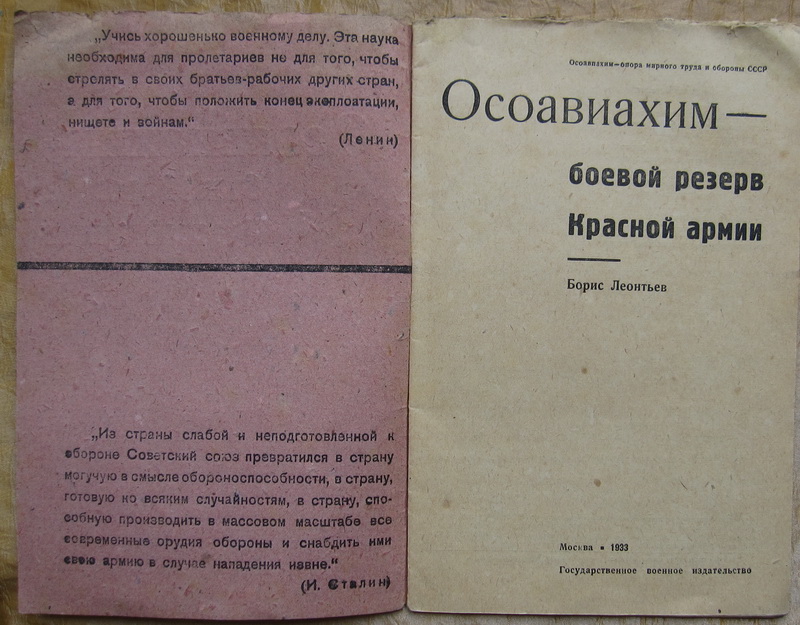 „Учись хорошенько военному делу. Эта наука
необходима для пролетариев не для того, чтобы
стрелять в своих братьев-рабочих других стран,
а для того, чтобы положить конец эксплоатации,
нищете и войнам.“
(Ленин)
„Из страны слабой и неподготовленной к
обороне Советский союз превратился в страну
могучую в смысле обороноспособности, в страну,
готовую ко всяким случайностям, в страну, спо-
собную производить в массовом масштабе все
современные орудия обороны и снабдить ими
свою армию в случае нападения извне.“
(И. Сталин)
Осоавиахим—опора мирного труда и обороны СССР
Осоавиахим —
боевой резерв
Красной армии
Борис Леонтьев
Москва • 1933
Государственное военное издательство